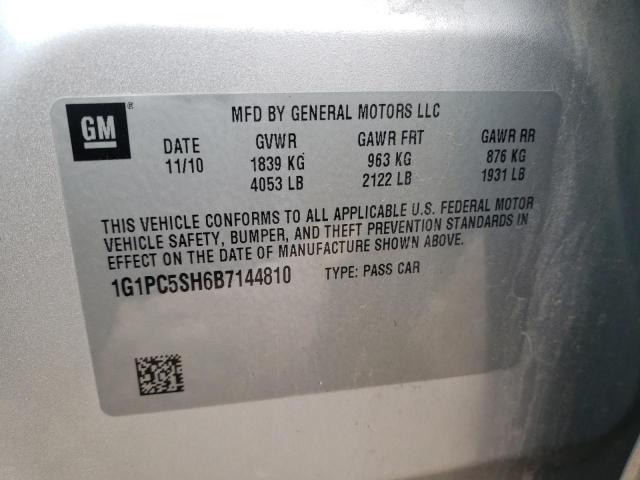 GM ®
MFD BY GENERAL MOTORS LLC
DATE GVWR GAWR FRT GAWR RR
11/10 1839 KG 963 KG 876 KG
4053 LB 2122 LB 1931 LB
THIS VEHICLE CONFORMS TO ALL APPLICABLE U.S. FEDERAL MOTOR
VEHICLE SAFETY, BUMPER, AND THEFT PREVENTION STANDARDS IN
EFFECT ON THE DATE OF MANUFACTURE SHOWN ABOVE.
1G1PC5SH6B7144810 TYPE: PASS CAR